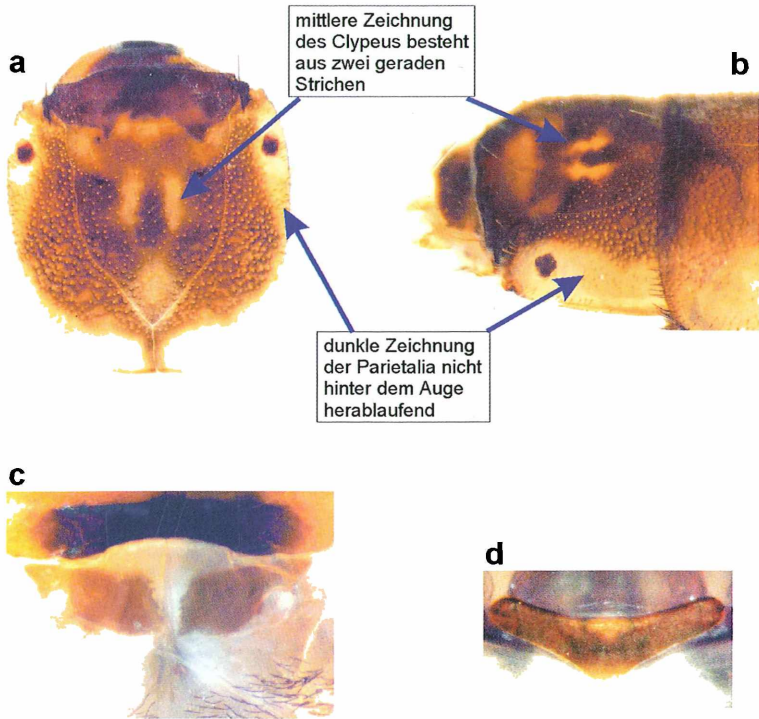 a
mittlere Zeichnung
des Clypeus besteht
aus zwei geraden
Strichen
b
dunkle Zeichnung
der Parietalia nicht
hinter dem Auge
herablaufend
c
d